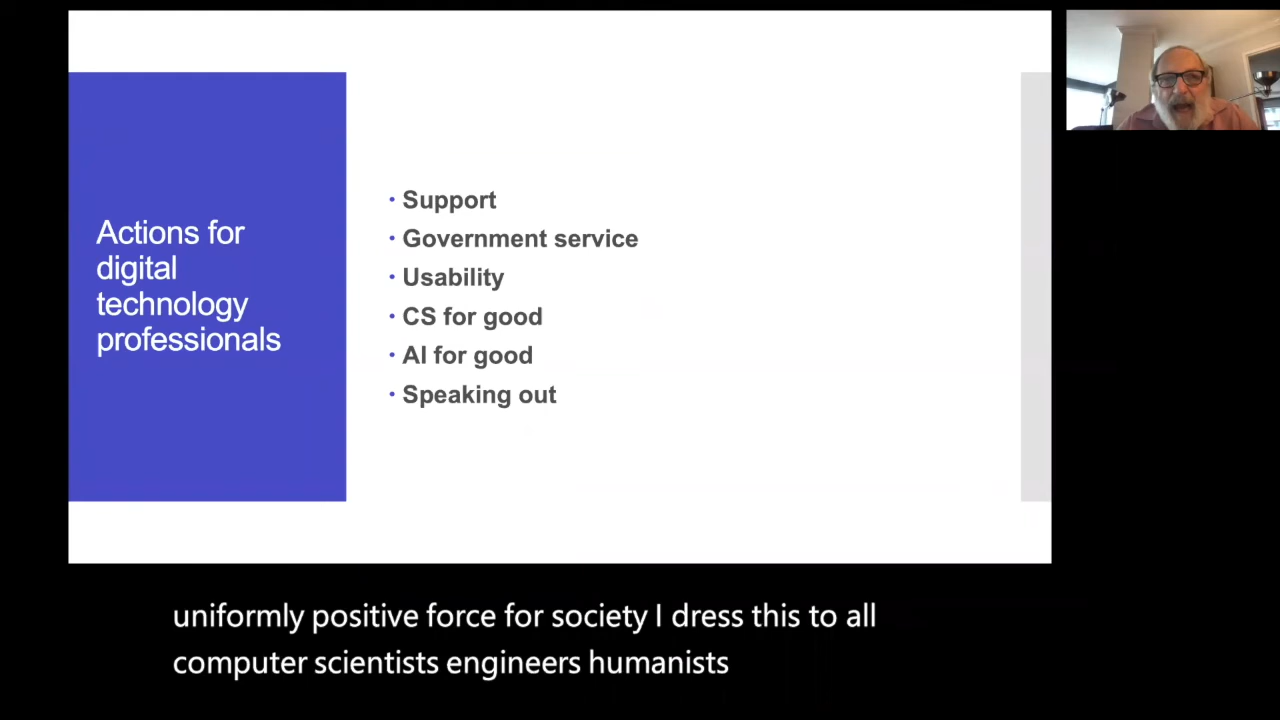 Actions for
digital
technology
professionals
• Support
• Government service
• Usability
• CS for good
• AI for good
• Speaking out
uniformly positive force for society I dress this to all
computer scientists engineers humanists